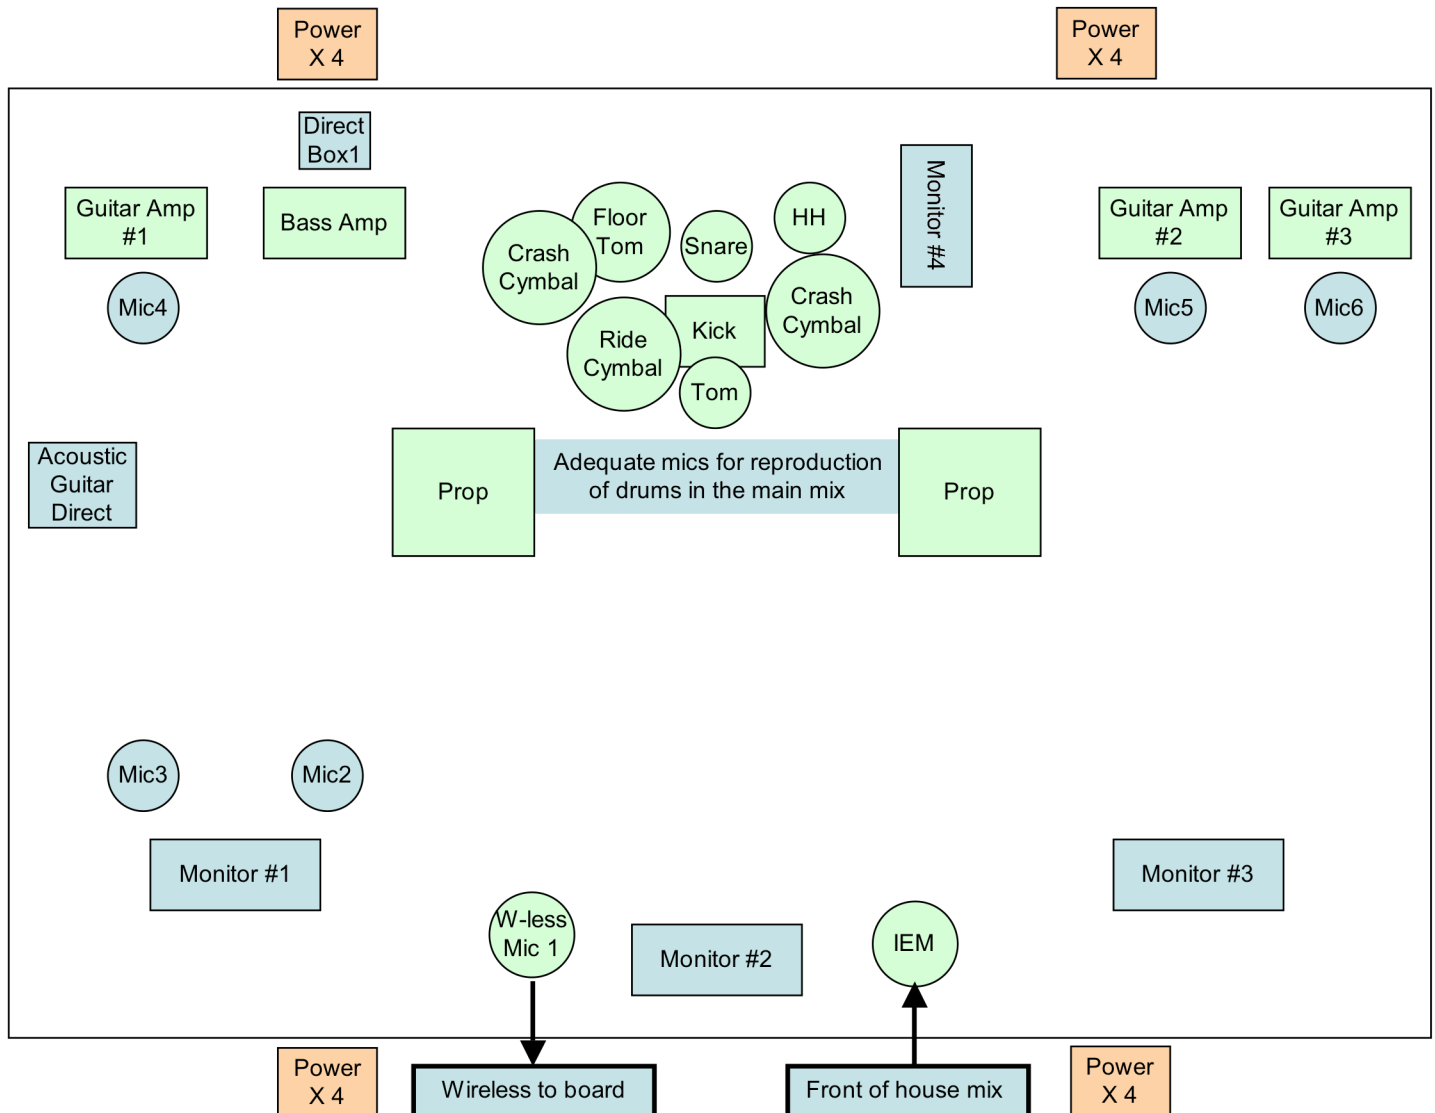 Power
X 4
Power
X 4
Direct
Box1
Guitar Amp
#1
Bass Amp
Floor
Tom
Crash
Cymbal
Snare
HH
Monitor #4
Guitar Amp
#2
Guitar Amp
#3
Mic4
Ride
Cymbal
Kick
Crash
Cymbal
Mic5
Mic6
Tom
Acoustic
Guitar
Direct
Prop
Adequate mics for reproduction
of drums in the main mix
Prop
Mic3
Mic2
Monitor #1
Monitor #3
W-less
Mic 1
Monitor #2
IEM
Power
X 4
Wireless to board
Front of house mix
Power
X 4